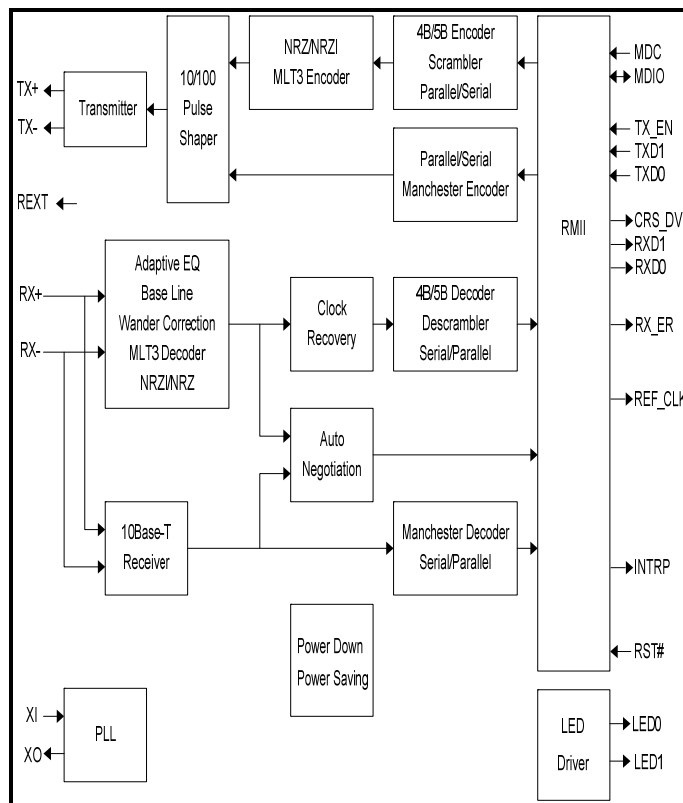 TX+
TX-
REXT
RX+
RX-
XI
XO
Transmitter
10/100
Pulse
Shaper
NRZ/NRZI
MLT3 Encoder
4B/5B Encoder
Scrambler
Parallel/Serial
Parallel/Serial
Manchester Encoder
Adaptive EQ
Base Line
Wander Correction
MLT3 Decoder
NRZI/NRZ
Clock
Recovery
4B/5B Decoder
Descrambler
Serial/Parallel
Auto
Negotiation
10Base-T
Receiver
Manchester Decoder
Serial/Parallel
Power Down
Power Saving
PLL
RMII
LED
Driver
MDC
MDIO
TX_EN
TXD1
TXD0
CRS_DV
RXD1
RXD0
RX_ER
REF_CLK
INTRP
RST#
LED0
LED1